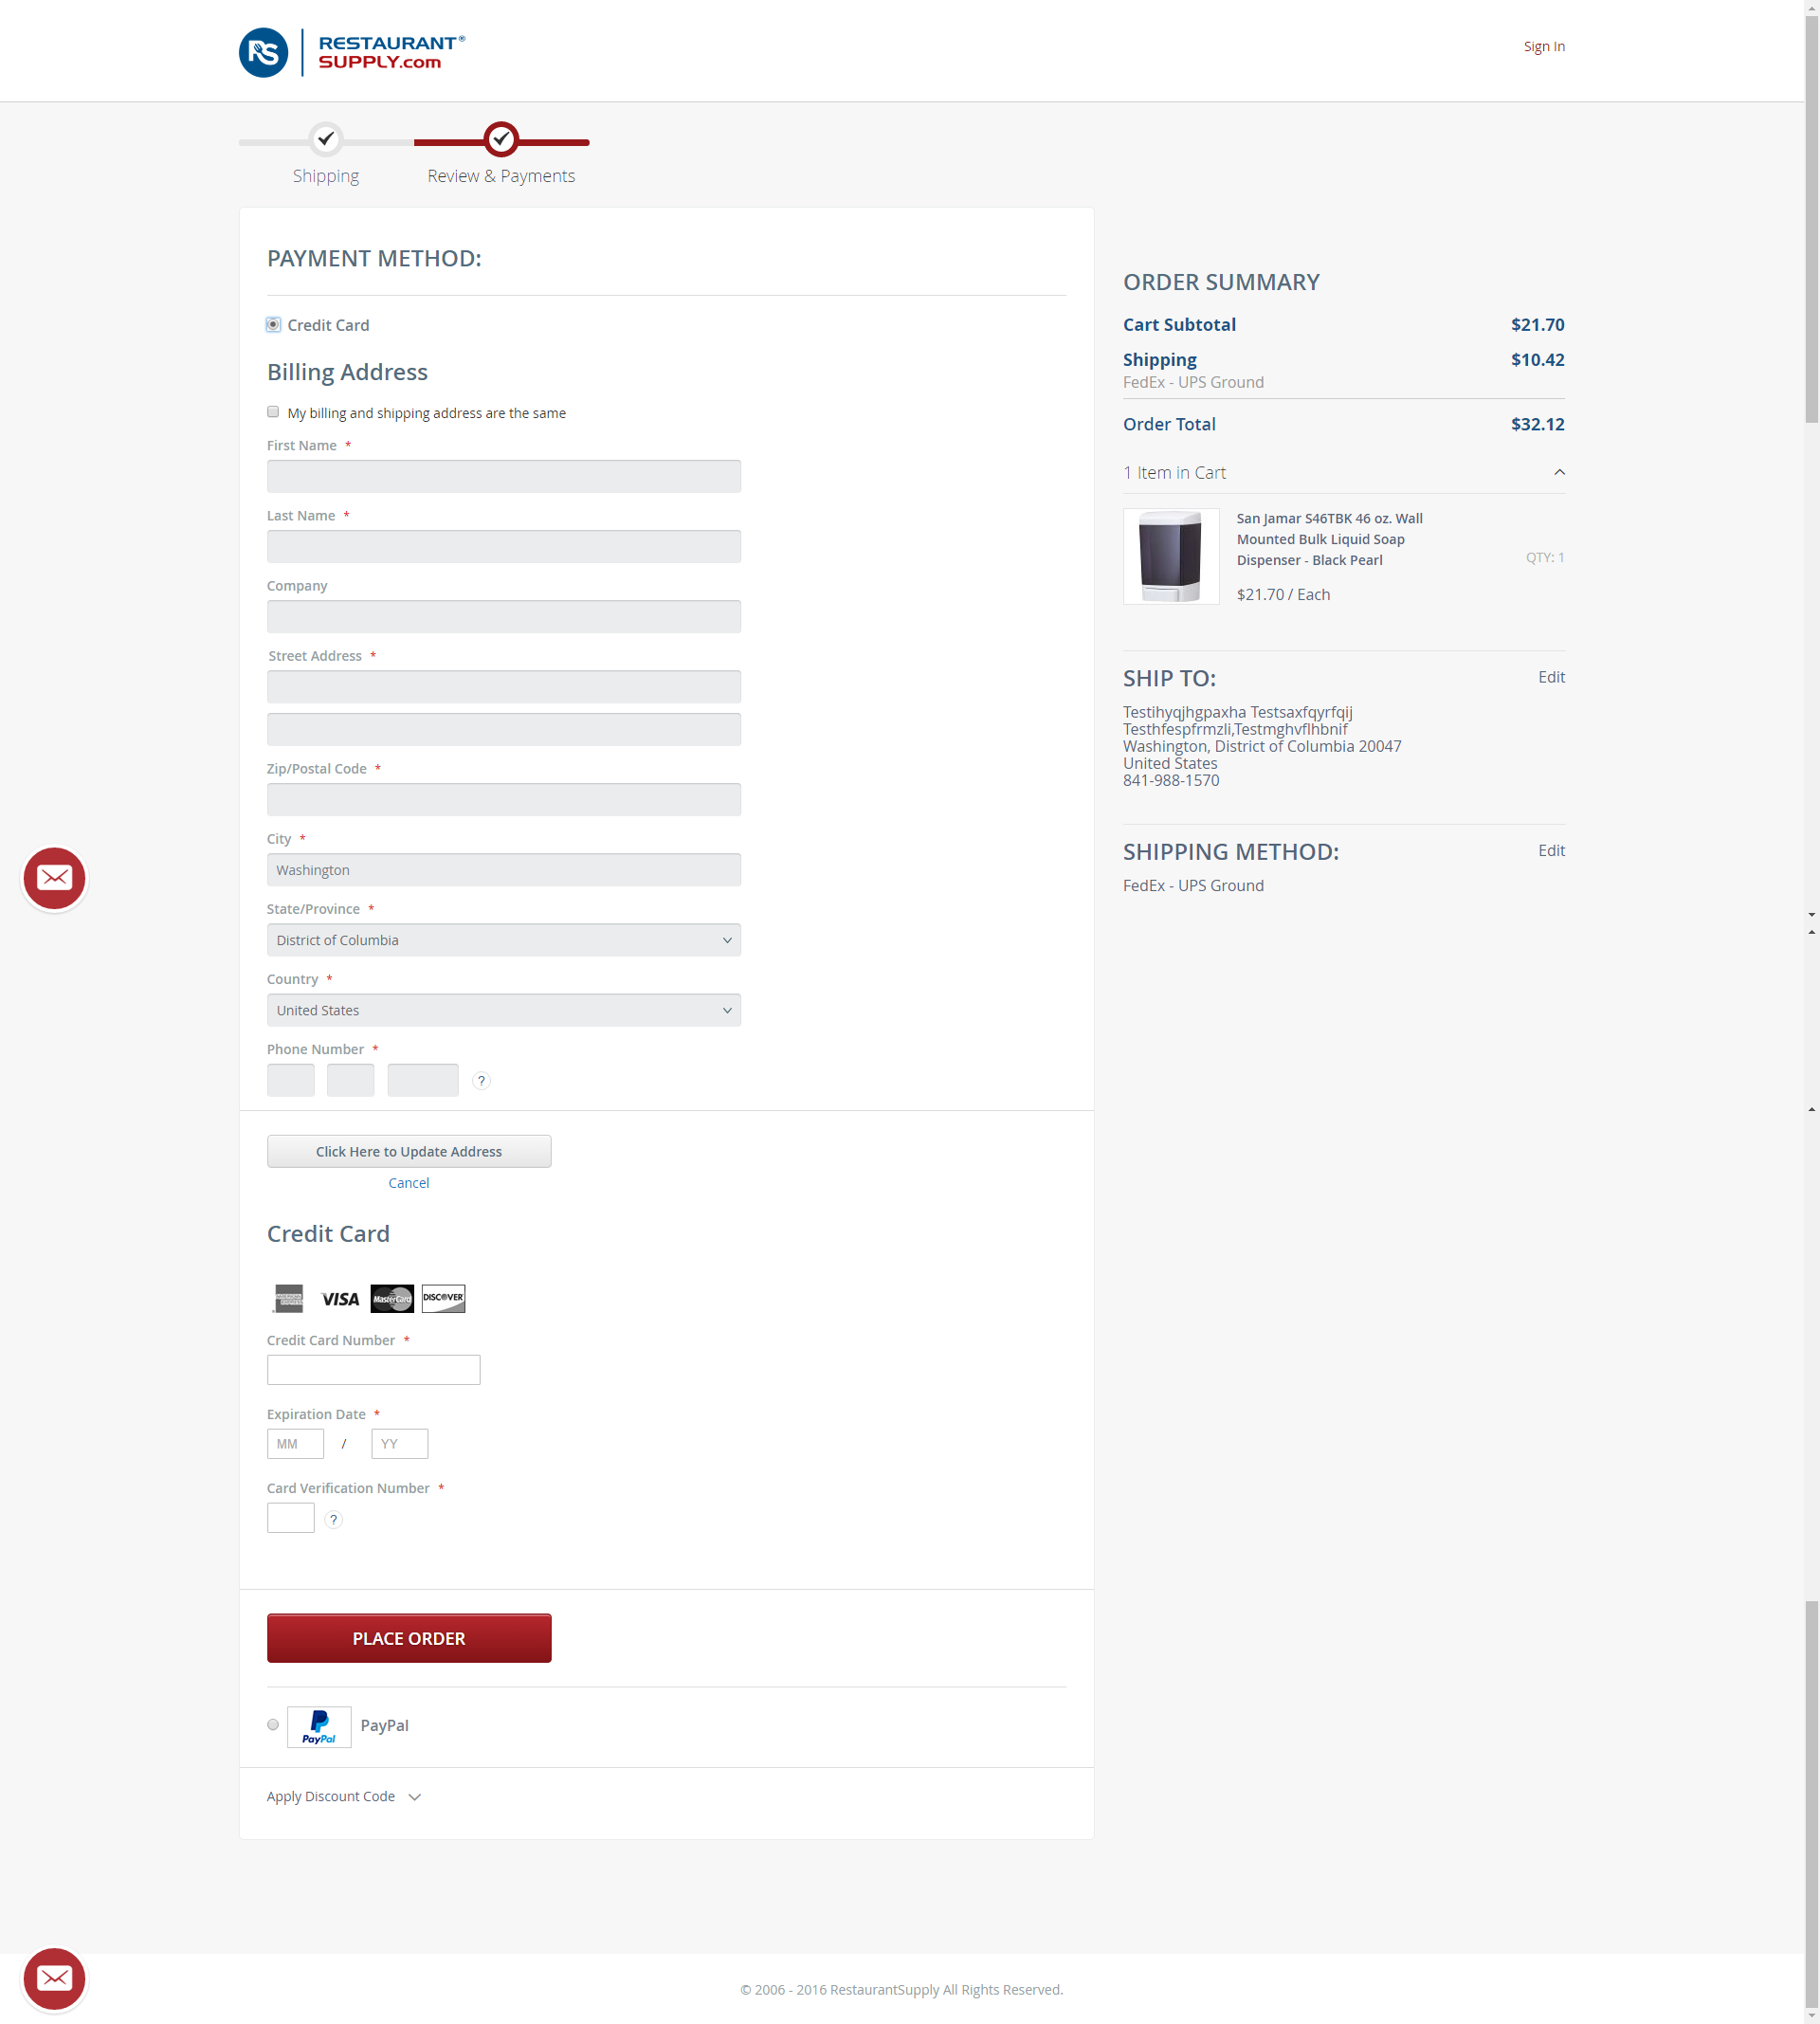 RS
RESTAURANT®
SUPPLY.com
Sign In
Shipping
Review & Payments
PAYMENT METHOD:
Credit Card
Billing Address
My billing and shipping address are the same
First Name *
Last Name *
Company
Street Address *
Zip/Postal Code *
City *
Washington
State/Province *
District of Columbia
Country *
United States
Phone Number *
?
Click Here to Update Address
Cancel
Credit Card
VISA MasterCard DISCOVER
Credit Card Number *
Expiration Date *
MM / YY
Card Verification Number *
?
PLACE ORDER
PayPal PayPal
Apply Discount Code
ORDER SUMMARY
Cart Subtotal $21.70
Shipping $10.42
FedEx - UPS Ground
Order Total $32.12
1 Item in Cart
San Jamar S46TBK 46 oz. Wall
Mounted Bulk Liquid Soap
Dispenser - Black Pearl
QTY: 1
$21.70 / Each
SHIP TO: Edit
Testihyqjhgpaxha Testsaxfqyrfqij
Testhfespfrmzli,Testmghvflhbnif
Washington, District of Columbia 20047
United States
841-988-1570
SHIPPING METHOD: Edit
FedEx - UPS Ground
© 2006 - 2016 RestaurantSupply All Rights Reserved.